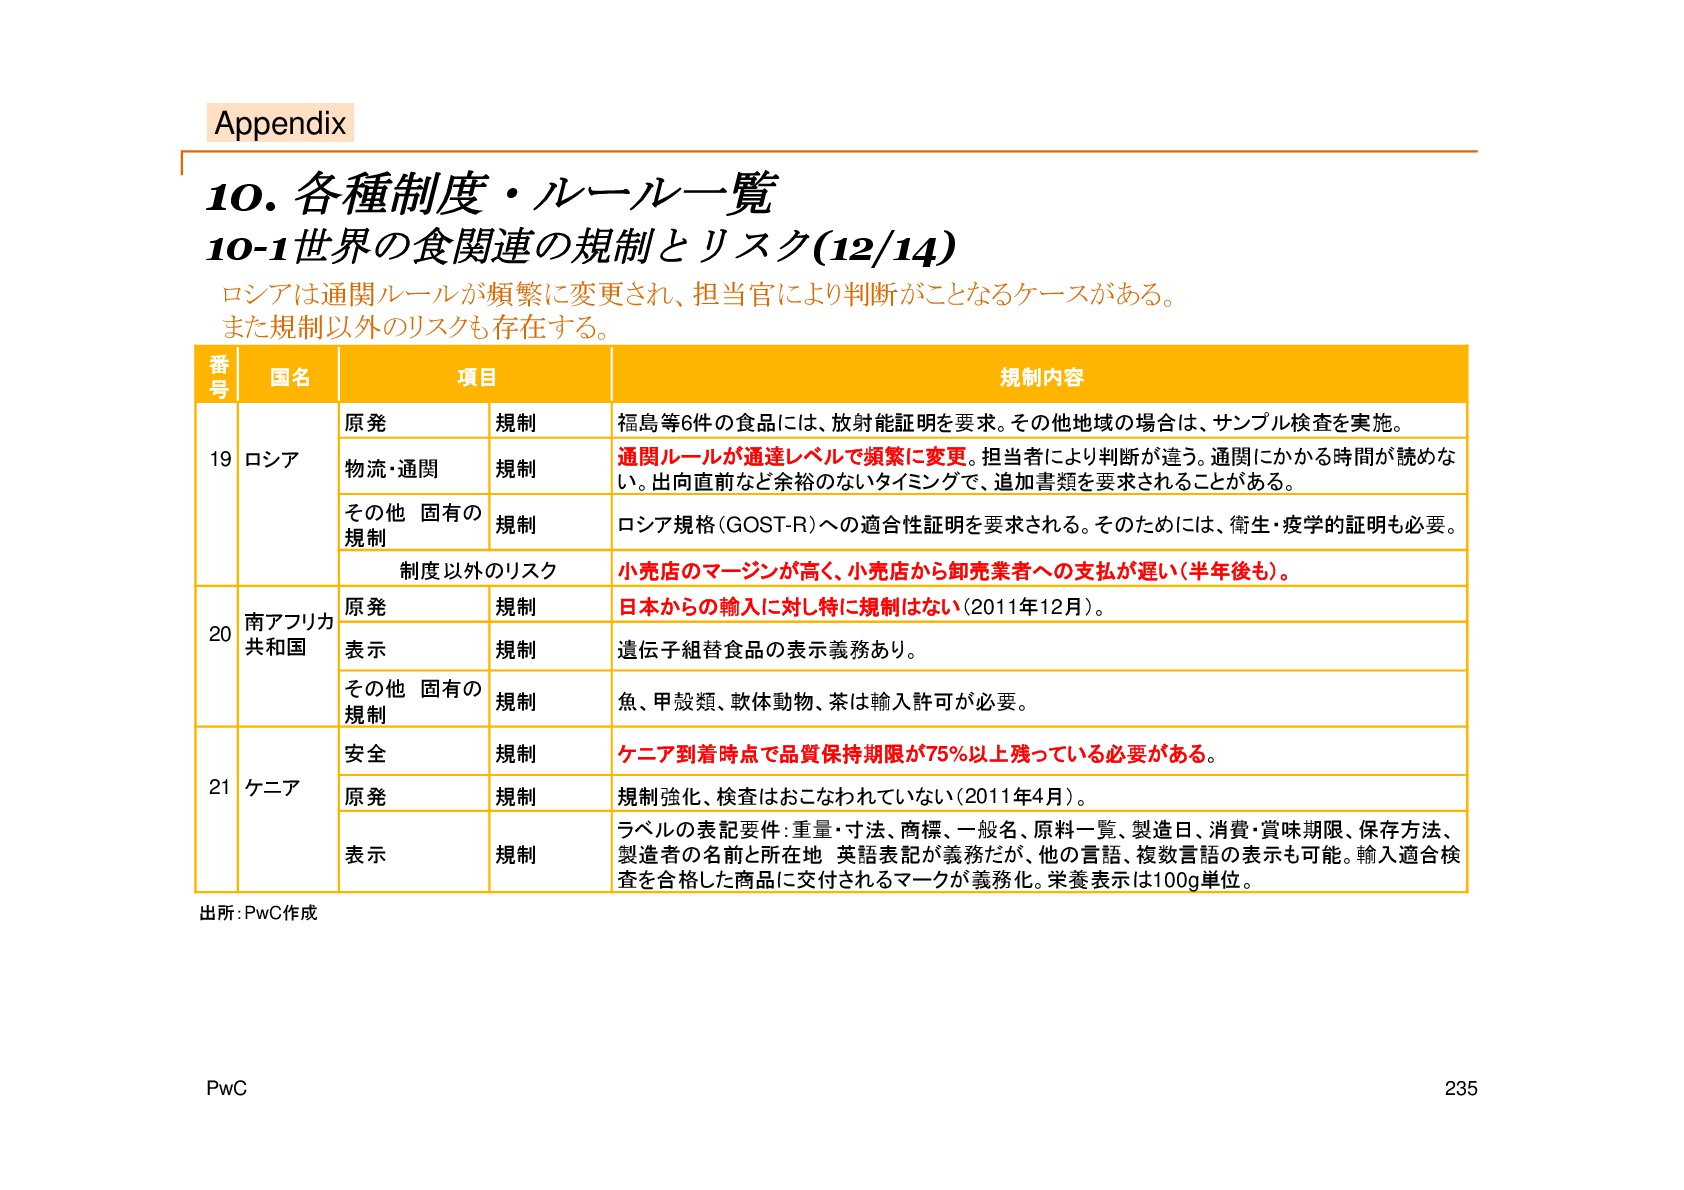 Appendix
10. 各種制度・ルール一覧
10-1世界の食関連の規制とリスク(12/14)
ロシアは通関ルールが頻繁に変更され、担当官により判断がことなるケースがある。
また規制以外のリスクも存在する。
番号 国名 項目 規制内容
19 ロシア
原発 規制 福島等6件の食品には、放射能証明を要求。その他地域の場合は、サンプル検査を実施。
物流・通関 規制 通関ルールが通達レベルで頻繁に変更。担当者により判断が違う。通関にかかる時間が読めな
い。出向直前など余裕のないタイミングで、追加書類を要求されることがある。
その他 固有の
規制 規制 ロシア規格(GOST-R)への適合性証明を要求される。そのためには、衛生・疫学的証明も必要。
制度以外のリスク 小売店のマージンが高く、小売店から卸売業者への支払が遅い(半年後も)。
20 南アフリカ
共和国
原発 規制 日本からの輸入に対し特に規制はない(2011年12月)。
表示 規制 遺伝子組替食品の表示義務あり。
その他 固有の
規制 規制 魚、甲殻類、軟体動物、茶は輸入許可が必要。
21 ケニア
安全 規制 ケニア到着時点で品質保持期限が75%以上残っている必要がある。
原発 規制 規制強化、検査はおこなわれていない(2011年4月)。
表示 規制 ラベルの表記要件:重量・寸法、商標、一般名、原料一覧、製造日、消費・賞味期限、保存方法、
製造者の名前と所在地 英語表記が義務だが、他の言語、複数言語の表示も可能。輸入適合検
査を合格した商品に交付されるマークが義務化。栄養表示は100g単位。
出所:PwC作成
PwC
235